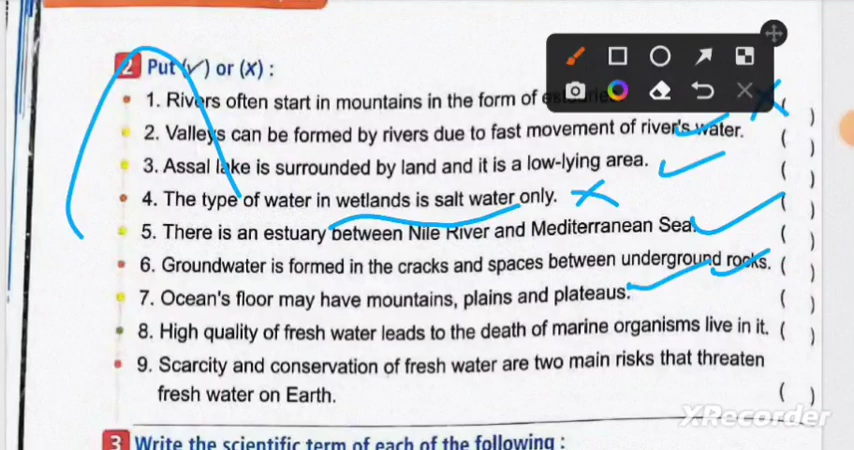 2 Put (✓) or (x) :
1. Rivers often start in mountains in the form of ( )
2. Valleys can be formed by rivers due to fast movement of river's water. ( )
3. Assal lake is surrounded by land and it is a low-lying area. ( )
4. The type of water in wetlands is salt water only. ( )
5. There is an estuary between Nile River and Mediterranean Sea. ( )
6. Groundwater is formed in the cracks and spaces between underground rocks. ( )
7. Ocean's floor may have mountains, plains and plateaus. ( )
8. High quality of fresh water leads to the death of marine organisms live in it. ( )
9. Scarcity and conservation of fresh water are two main risks that threaten
fresh water on Earth. ( )
XRecorder
3 Write the scientific term of each of the following :